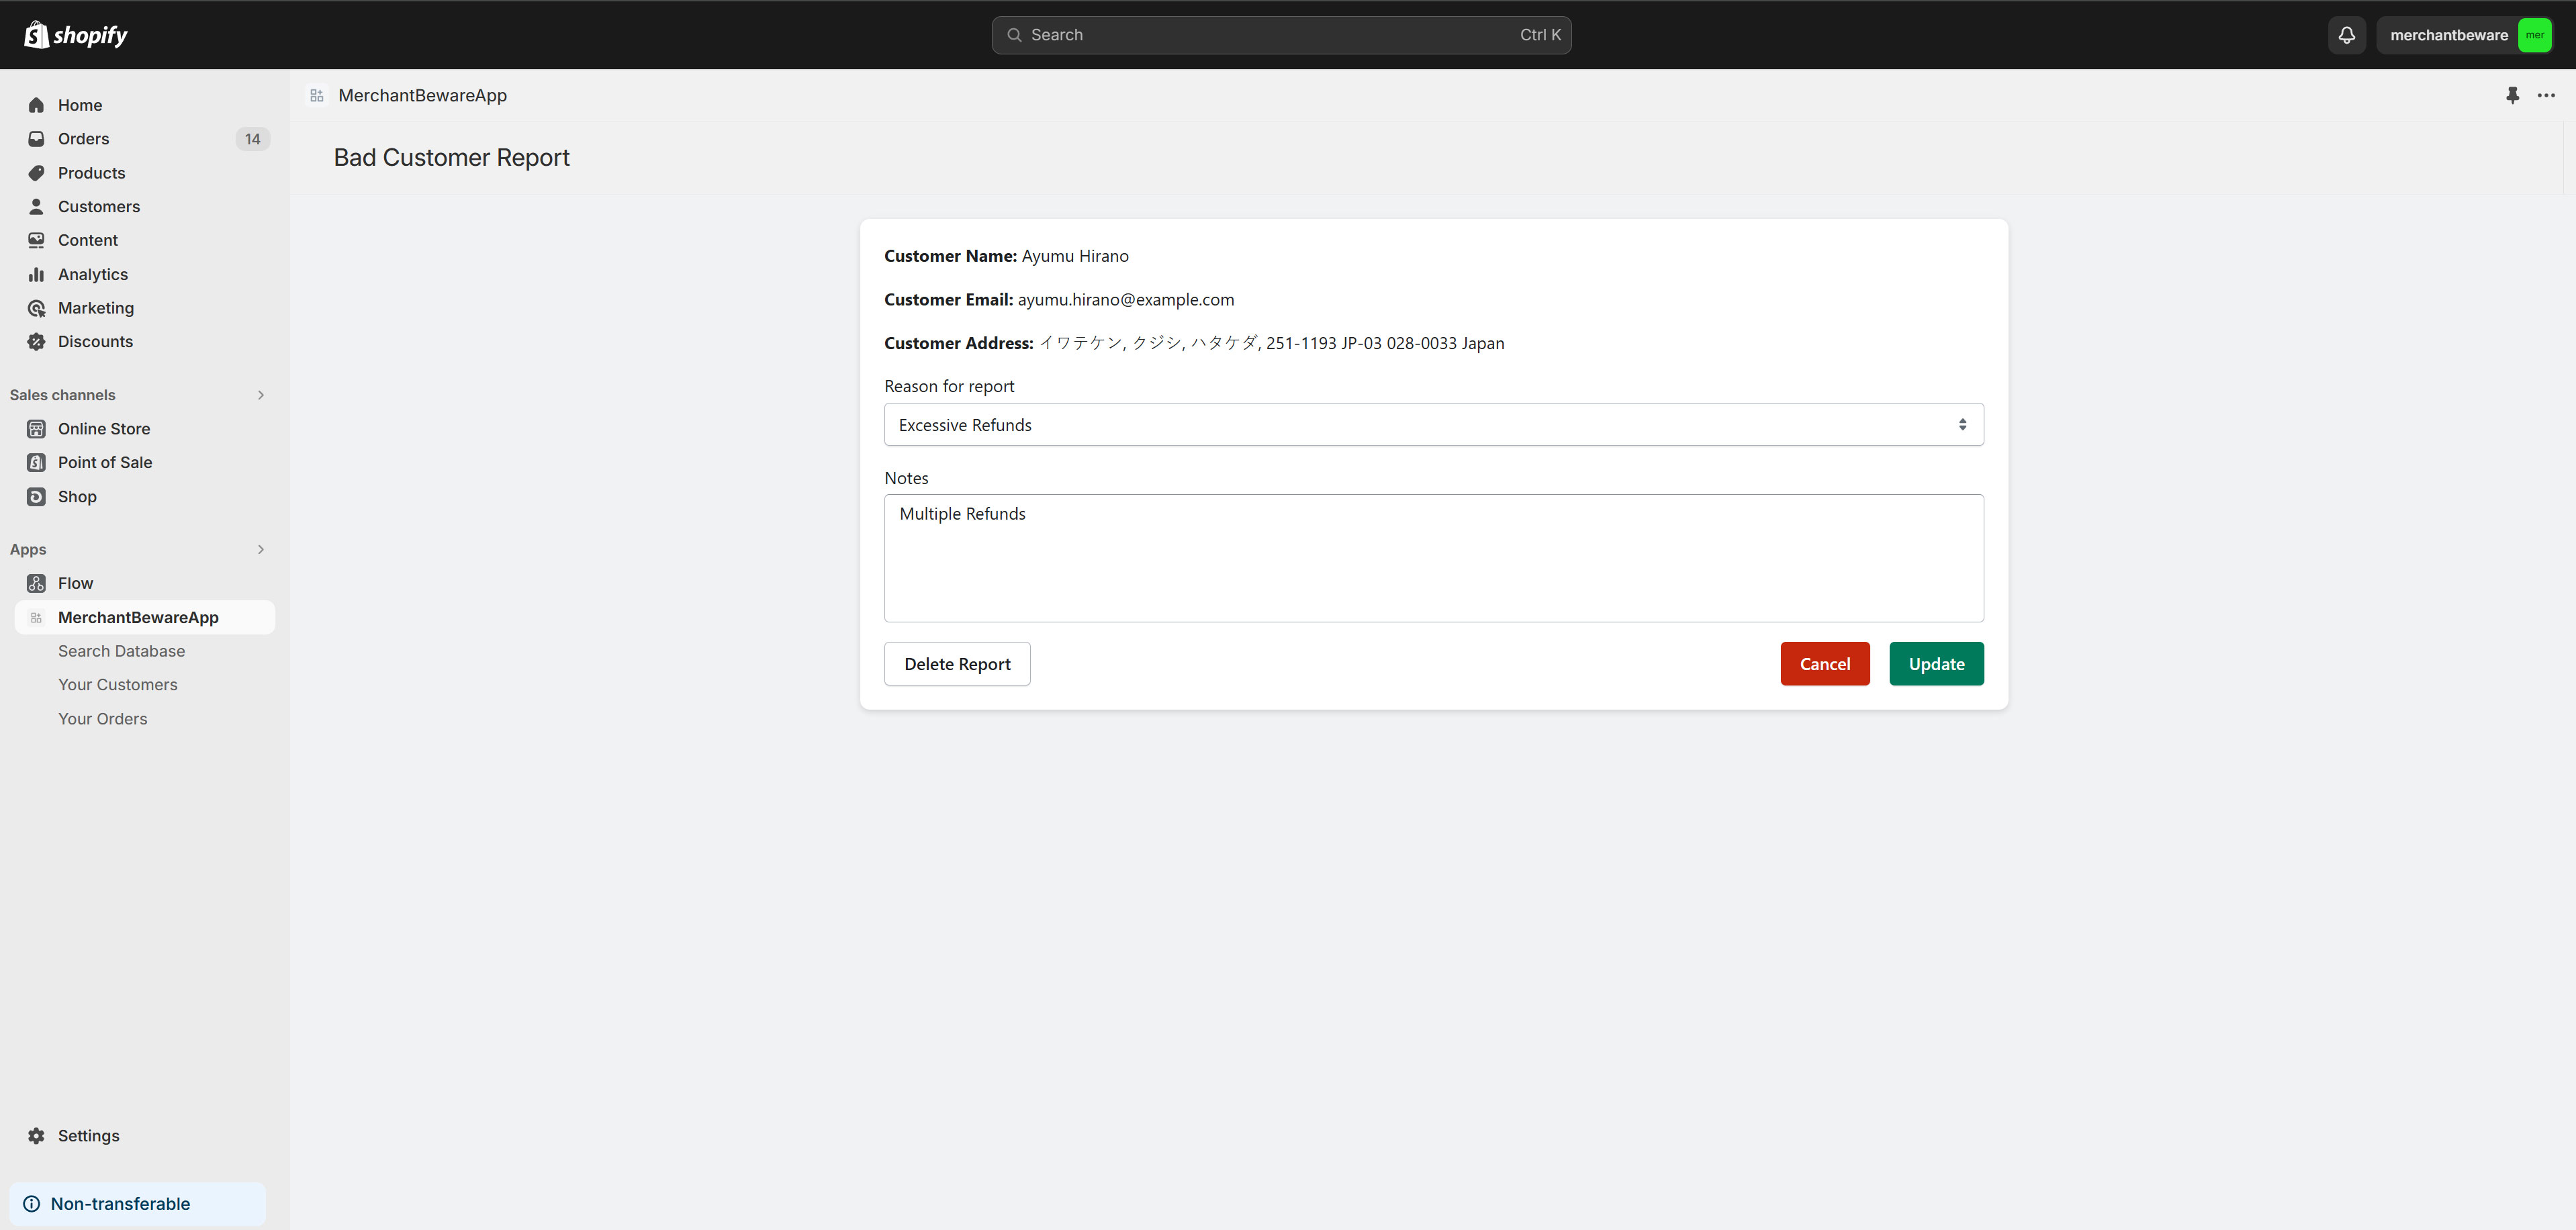 shopify
Search Ctrl K
merchantbeware mer
Home
Orders 14
Products
Customers
Content
Analytics
Marketing
Discounts
Sales channels
Online Store
Point of Sale
Shop
Apps
Flow
MerchantBewareApp
Search Database
Your Customers
Your Orders
Settings
Non-transferable
MerchantBewareApp
Bad Customer Report
Customer Name: Ayumu Hirano
Customer Email: ayumu.hirano@example.com
Customer Address: イワテケン, クジシ, ハタケダ, 251-1193 JP-03 028-0033 Japan
Reason for report
Excessive Refunds
Notes
Multiple Refunds
Delete Report
Cancel
Update